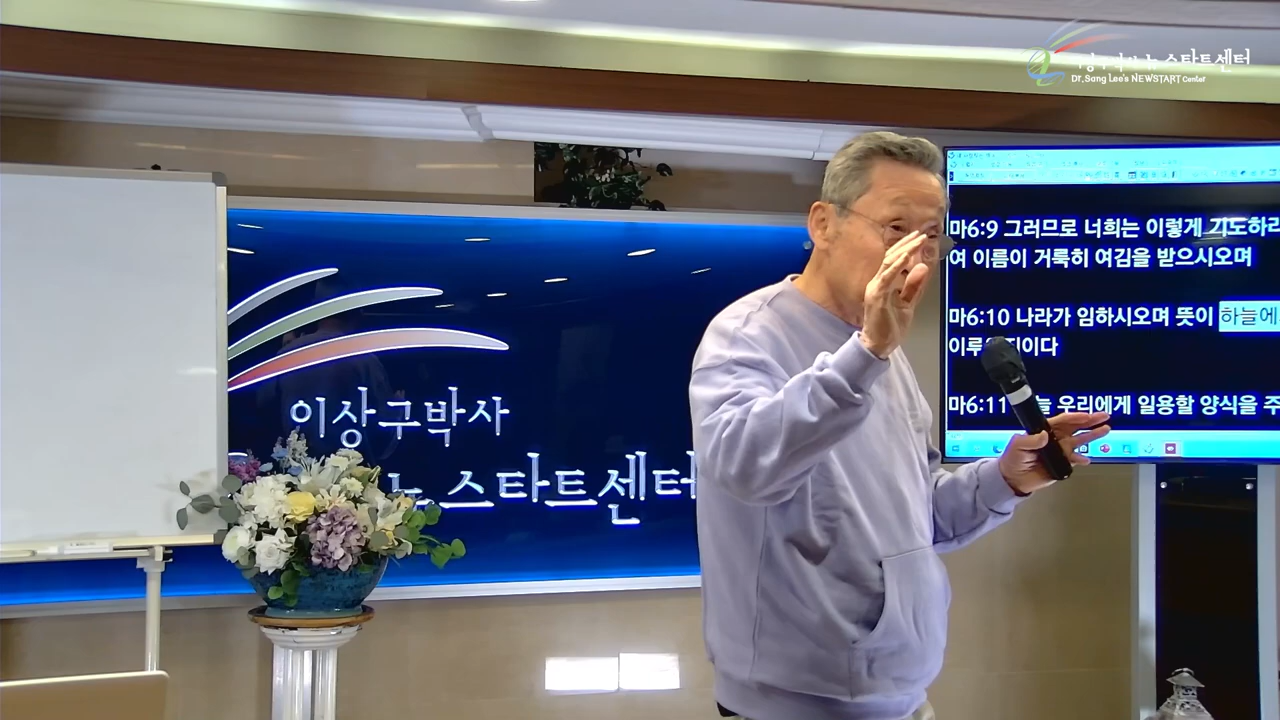 스타트센터
Dr.Sang Lee's NEWSTART Center
마6:9 그러므로 너희는 이렇게 기도하라
여 이름이 거룩히 여김을 받으시오며
마6:10 나라가 임하시오며 뜻이 하늘에
이루 지이다
마6:11 우리에게 일용할 양식을 주
이상구박사
뉴스타트센터